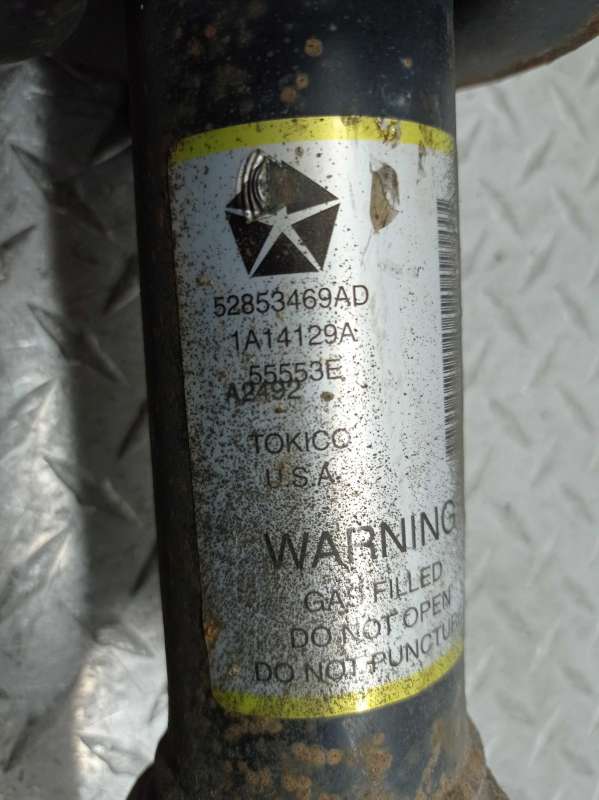 52853469AD
1A14129A
55553E
A2492
TOKICO
U.S.A.
WARNING
GAS FILLED
DO NOT OPEN
DO NOT PUNCTURE